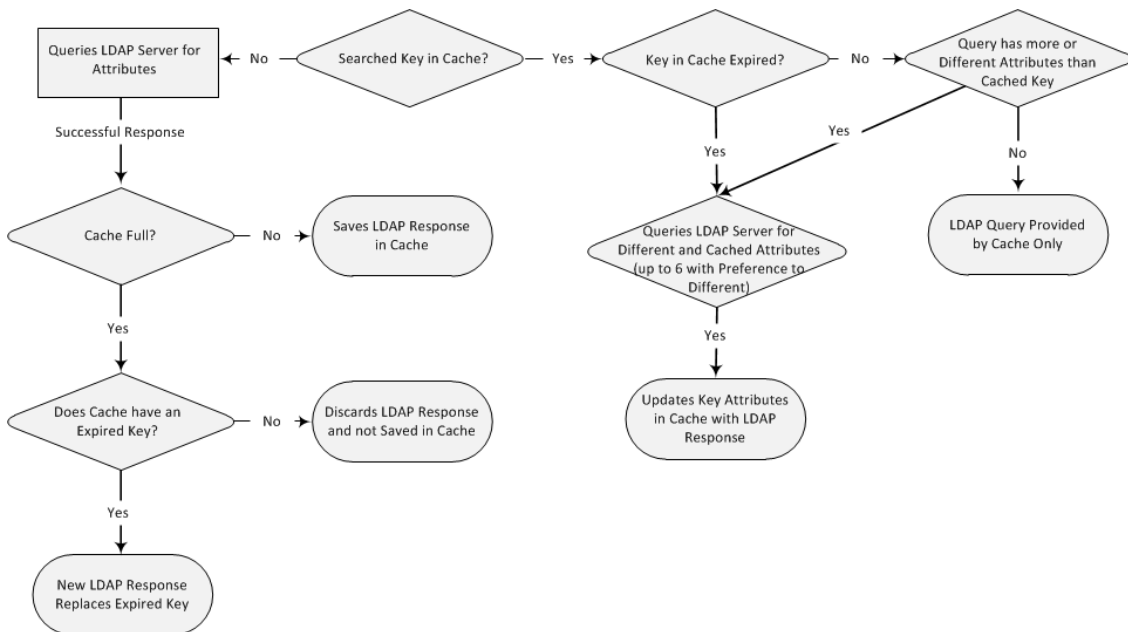 Queries LDAP Server for
Attributes
No
Searched Key in Cache?
Yes
Key in Cache Expired?
No
Query has more or
Different Attributes than
Cached Key
Successful Response
Yes
Yes
No
Cache Full?
No
Saves LDAP Response
in Cache
Queries LDAP Server for
Different and Cached Attributes
(up to 6 with Preference to
Different)
LDAP Query Provided
by Cache Only
Yes
Yes
Does Cache have an
Expired Key?
No
Discards LDAP Response
and not Saved in Cache
Updates Key Attributes
in Cache with LDAP
Response
Yes
New LDAP Response
Replaces Expired Key